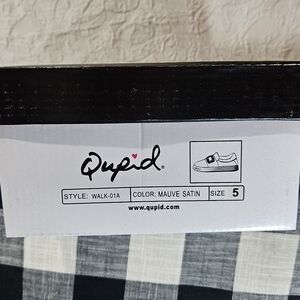 Qupid.
STYLE: WALK-01A COLOR: MAUVE SATIN SIZE 5
www.qupid.com